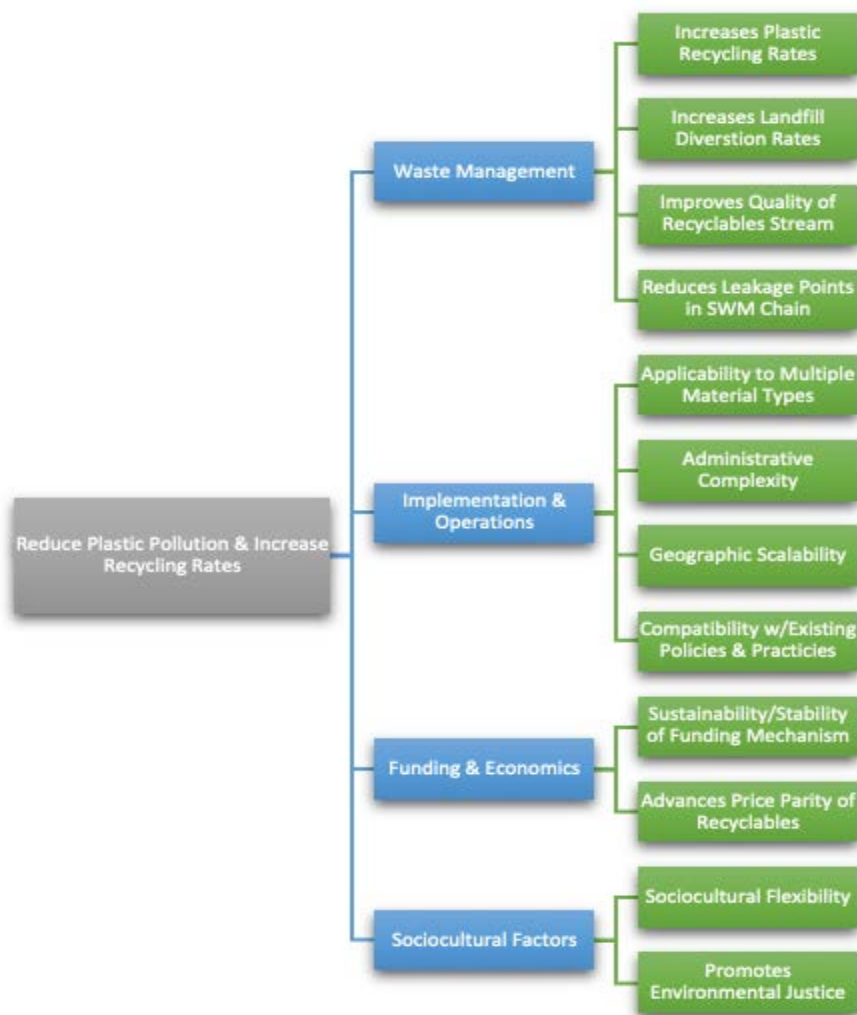 Reduce Plastic Pollution & Increase
Recycling Rates
Waste Management
Increases Plastic
Recycling Rates
Increases Landfill
Diverstion Rates
Improves Quality of
Recyclables Stream
Reduces Leakage Points
in SWM Chain
Implementation &
Operations
Applicability to Multiple
Material Types
Administrative
Complexity
Geographic Scalability
Compatibility w/Existing
Policies & Practicies
Funding & Economics
Sustainability/Stability
of Funding Mechanism
Advances Price Parity of
Recyclables
Sociocultural Factors
Sociocultural Flexibility
Promotes
Environmental Justice